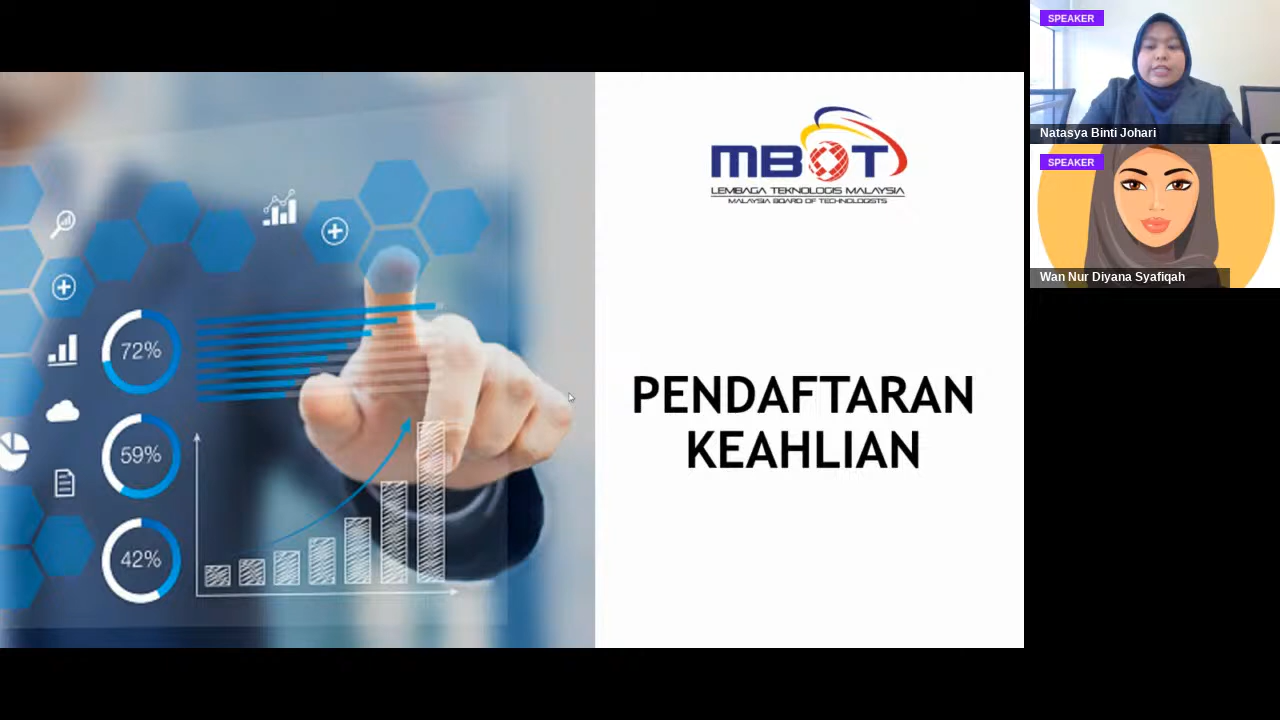 72%
59%
42%
MBOT
LEMBAGA TEKNOLOGIS MALAYSIA
MALAYSIA BOARD OF TECHNOLOGISTS
PENDAFTARAN
KEAHLIAN
SPEAKER
Natasya Binti Johari
SPEAKER
Wan Nur Diyana Syafiqah